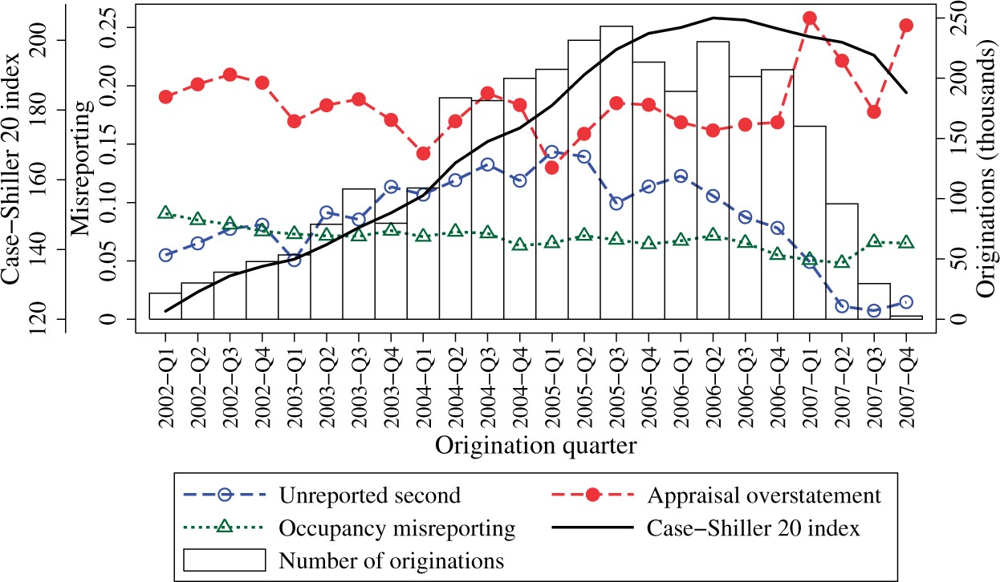 Case–Shiller 20 index
120 140 160 180 200
Misreporting
0 0.05 0.10 0.15 0.20 0.25
Originations (thousands)
0 50 100 150 200 250
2002–Q1 2002–Q2 2002–Q3 2002–Q4 2003–Q1 2003–Q2 2003–Q3 2003–Q4 2004–Q1 2004–Q2 2004–Q3 2004–Q4 2005–Q1 2005–Q2 2005–Q3 2005–Q4 2006–Q1 2006–Q2 2006–Q3 2006–Q4 2007–Q1 2007–Q2 2007–Q3 2007–Q4
Origination quarter
Unreported second Appraisal overstatement
Occupancy misreporting Case–Shiller 20 index
Number of originations